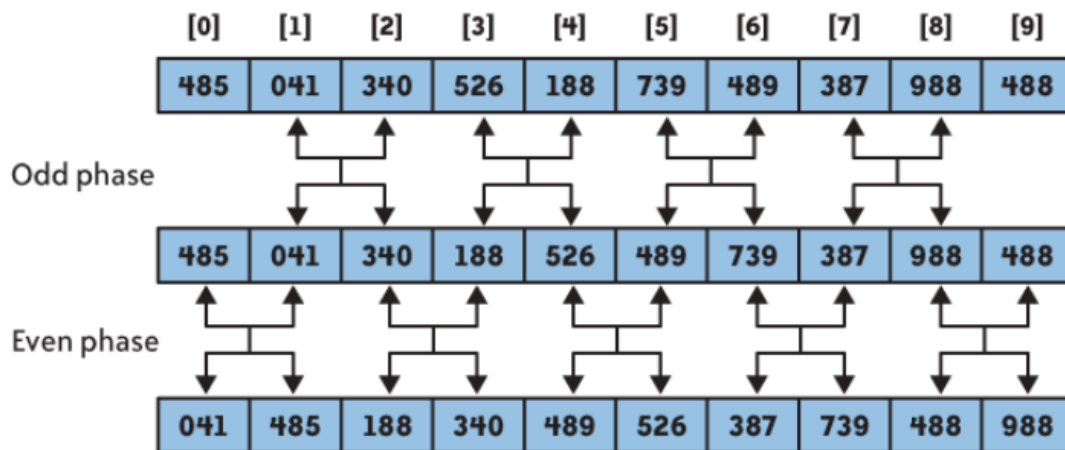 [0] [1] [2] [3] [4] [5] [6] [7] [8] [9]
485 041 340 526 188 739 489 387 988 488
Odd phase
485 041 340 188 526 489 739 387 988 488
Even phase
041 485 188 340 489 526 387 739 488 988